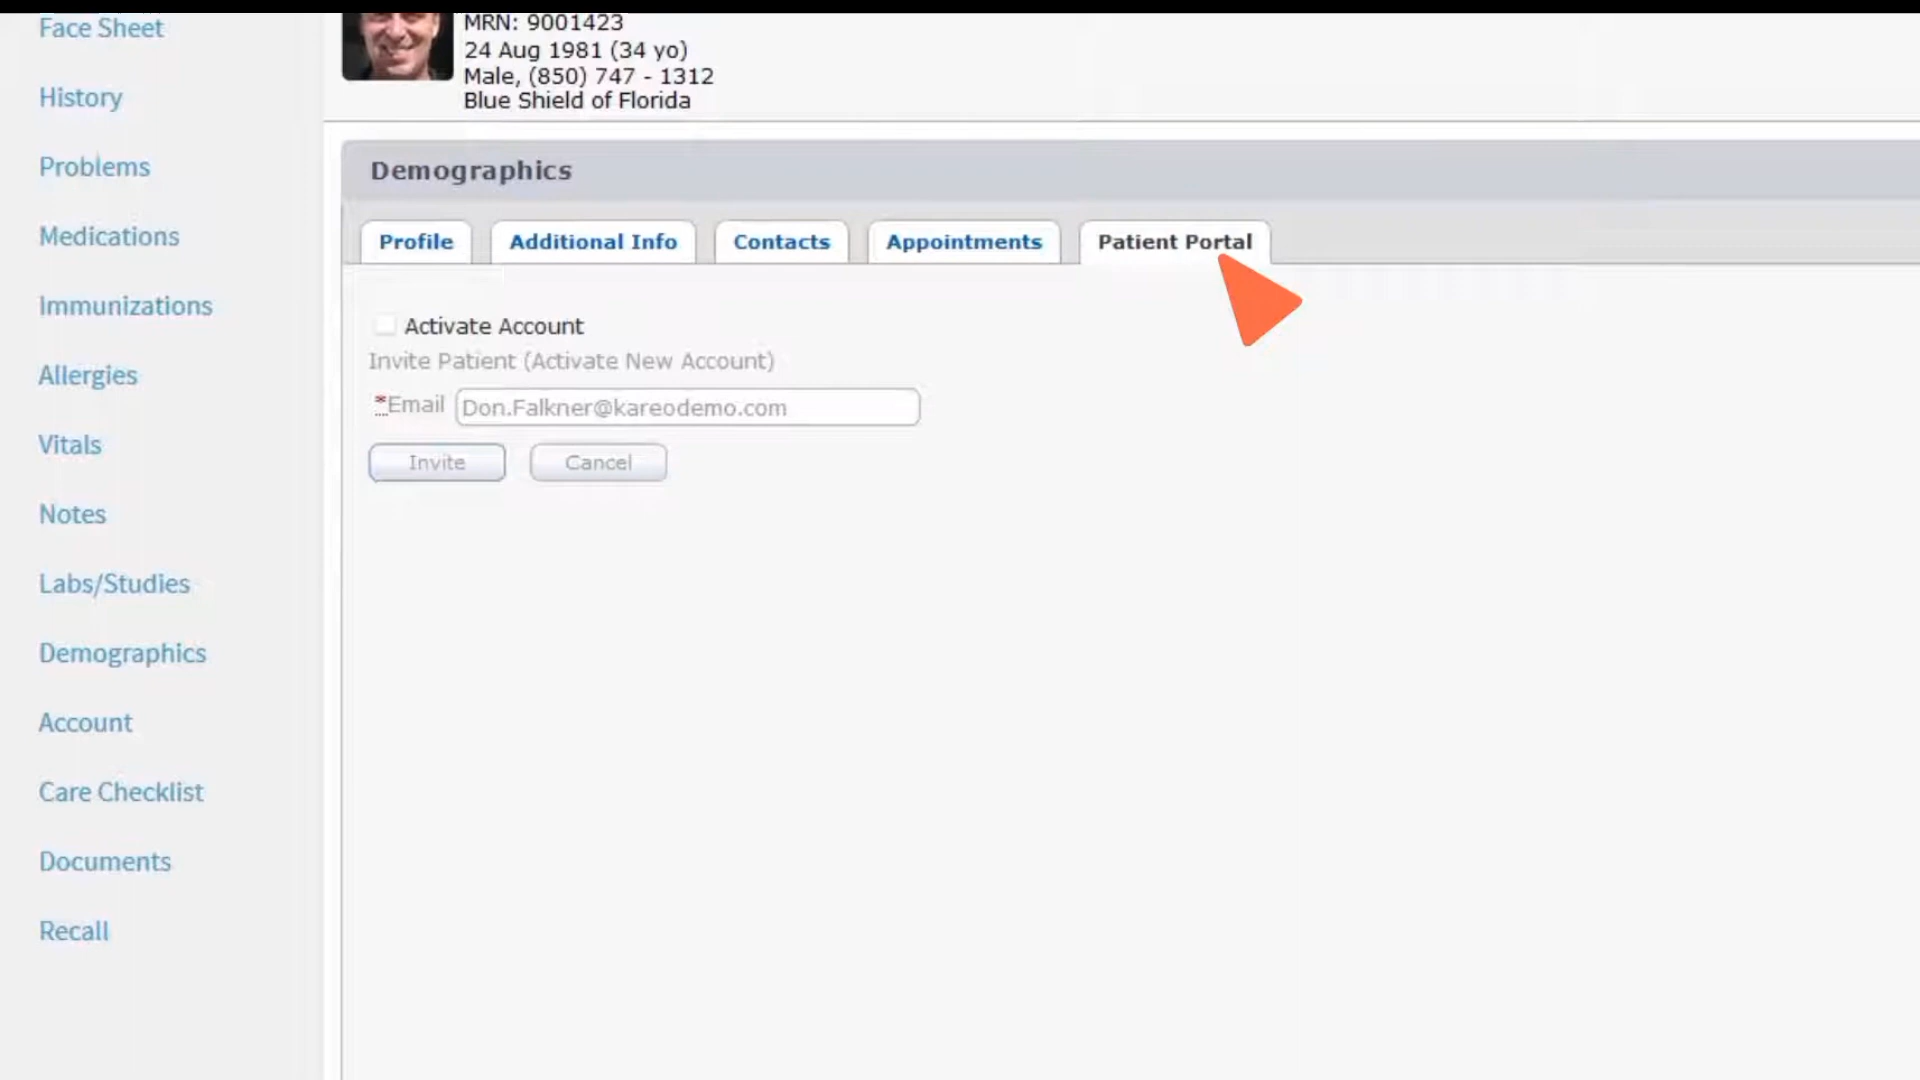 Face Sheet
History
Problems
Medications
Immunizations
Allergies
Vitals
Notes
Labs/Studies
Demographics
Account
Care Checklist
Documents
Recall
MRN: 9001423
24 Aug 1981 (34 yo)
Male, (850) 747 - 1312
Blue Shield of Florida
Demographics
Profile Additional Info Contacts Appointments Patient Portal
Activate Account
Invite Patient (Activate New Account)
*Email Don.Falkner@kareodemo.com
Invite Cancel